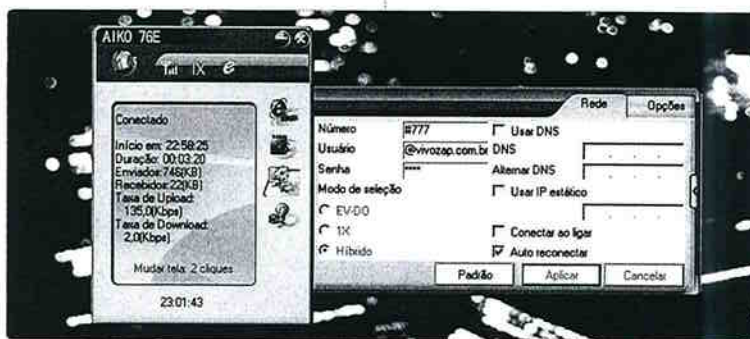 AIKO 76E
1X
Conectado
Início em: 22:58:25
Duração: 00:03:20
Enviados:746(KB)
Recebidos:22(KB)
Taxa de Upload:
135,0(Kbps)
Taxa de Download:
2,0(Kbps)
Mudar tela: 2 cliques
23:01:43
Rede Opções
Número #777 Usar DNS
Usuário @vivozap.com.br DNS
Senha **** Alternar DNS
Modo de seleção Usar IP estático
EV-DO
1X Conectar ao ligar
Híbrido Auto reconectar
Padrão Aplicar Cancelar